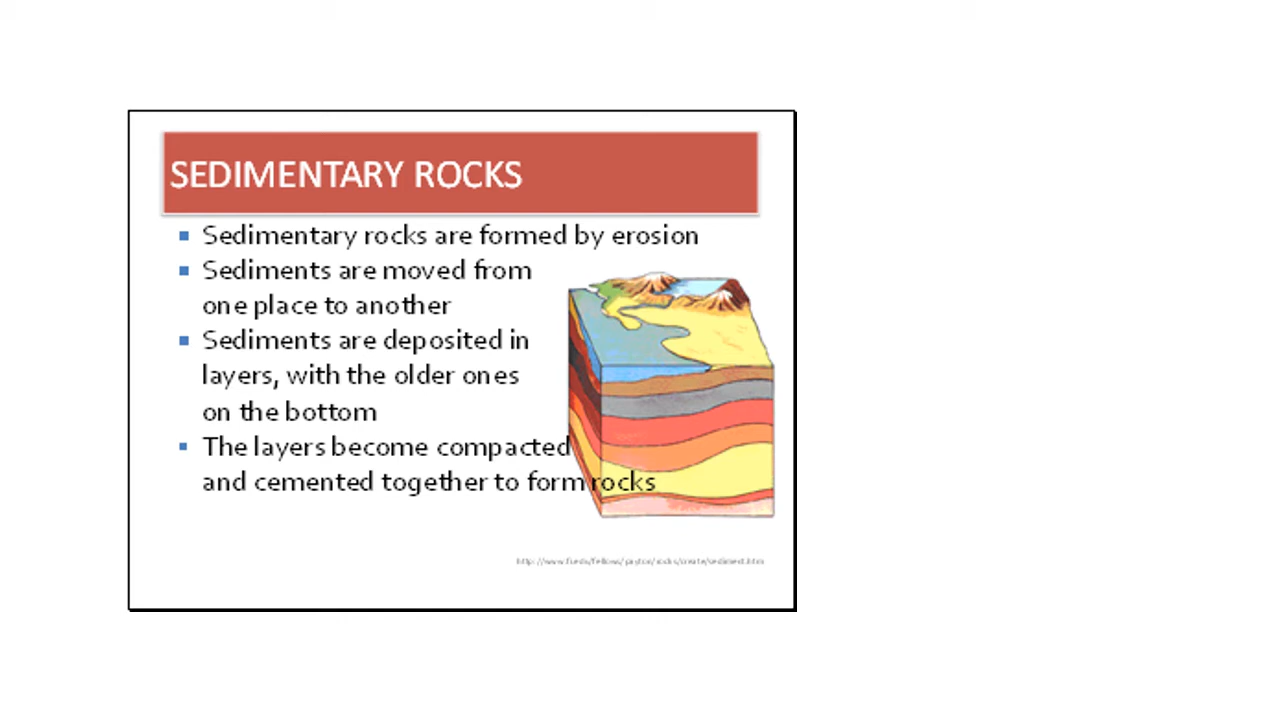 SEDIMENTARY ROCKS
Sedimentary rocks are formed by erosion
Sediments are moved from
one place to another
Sediments are deposited in
layers, with the older ones
on the bottom
The layers become compacted
and cemented together to form rocks